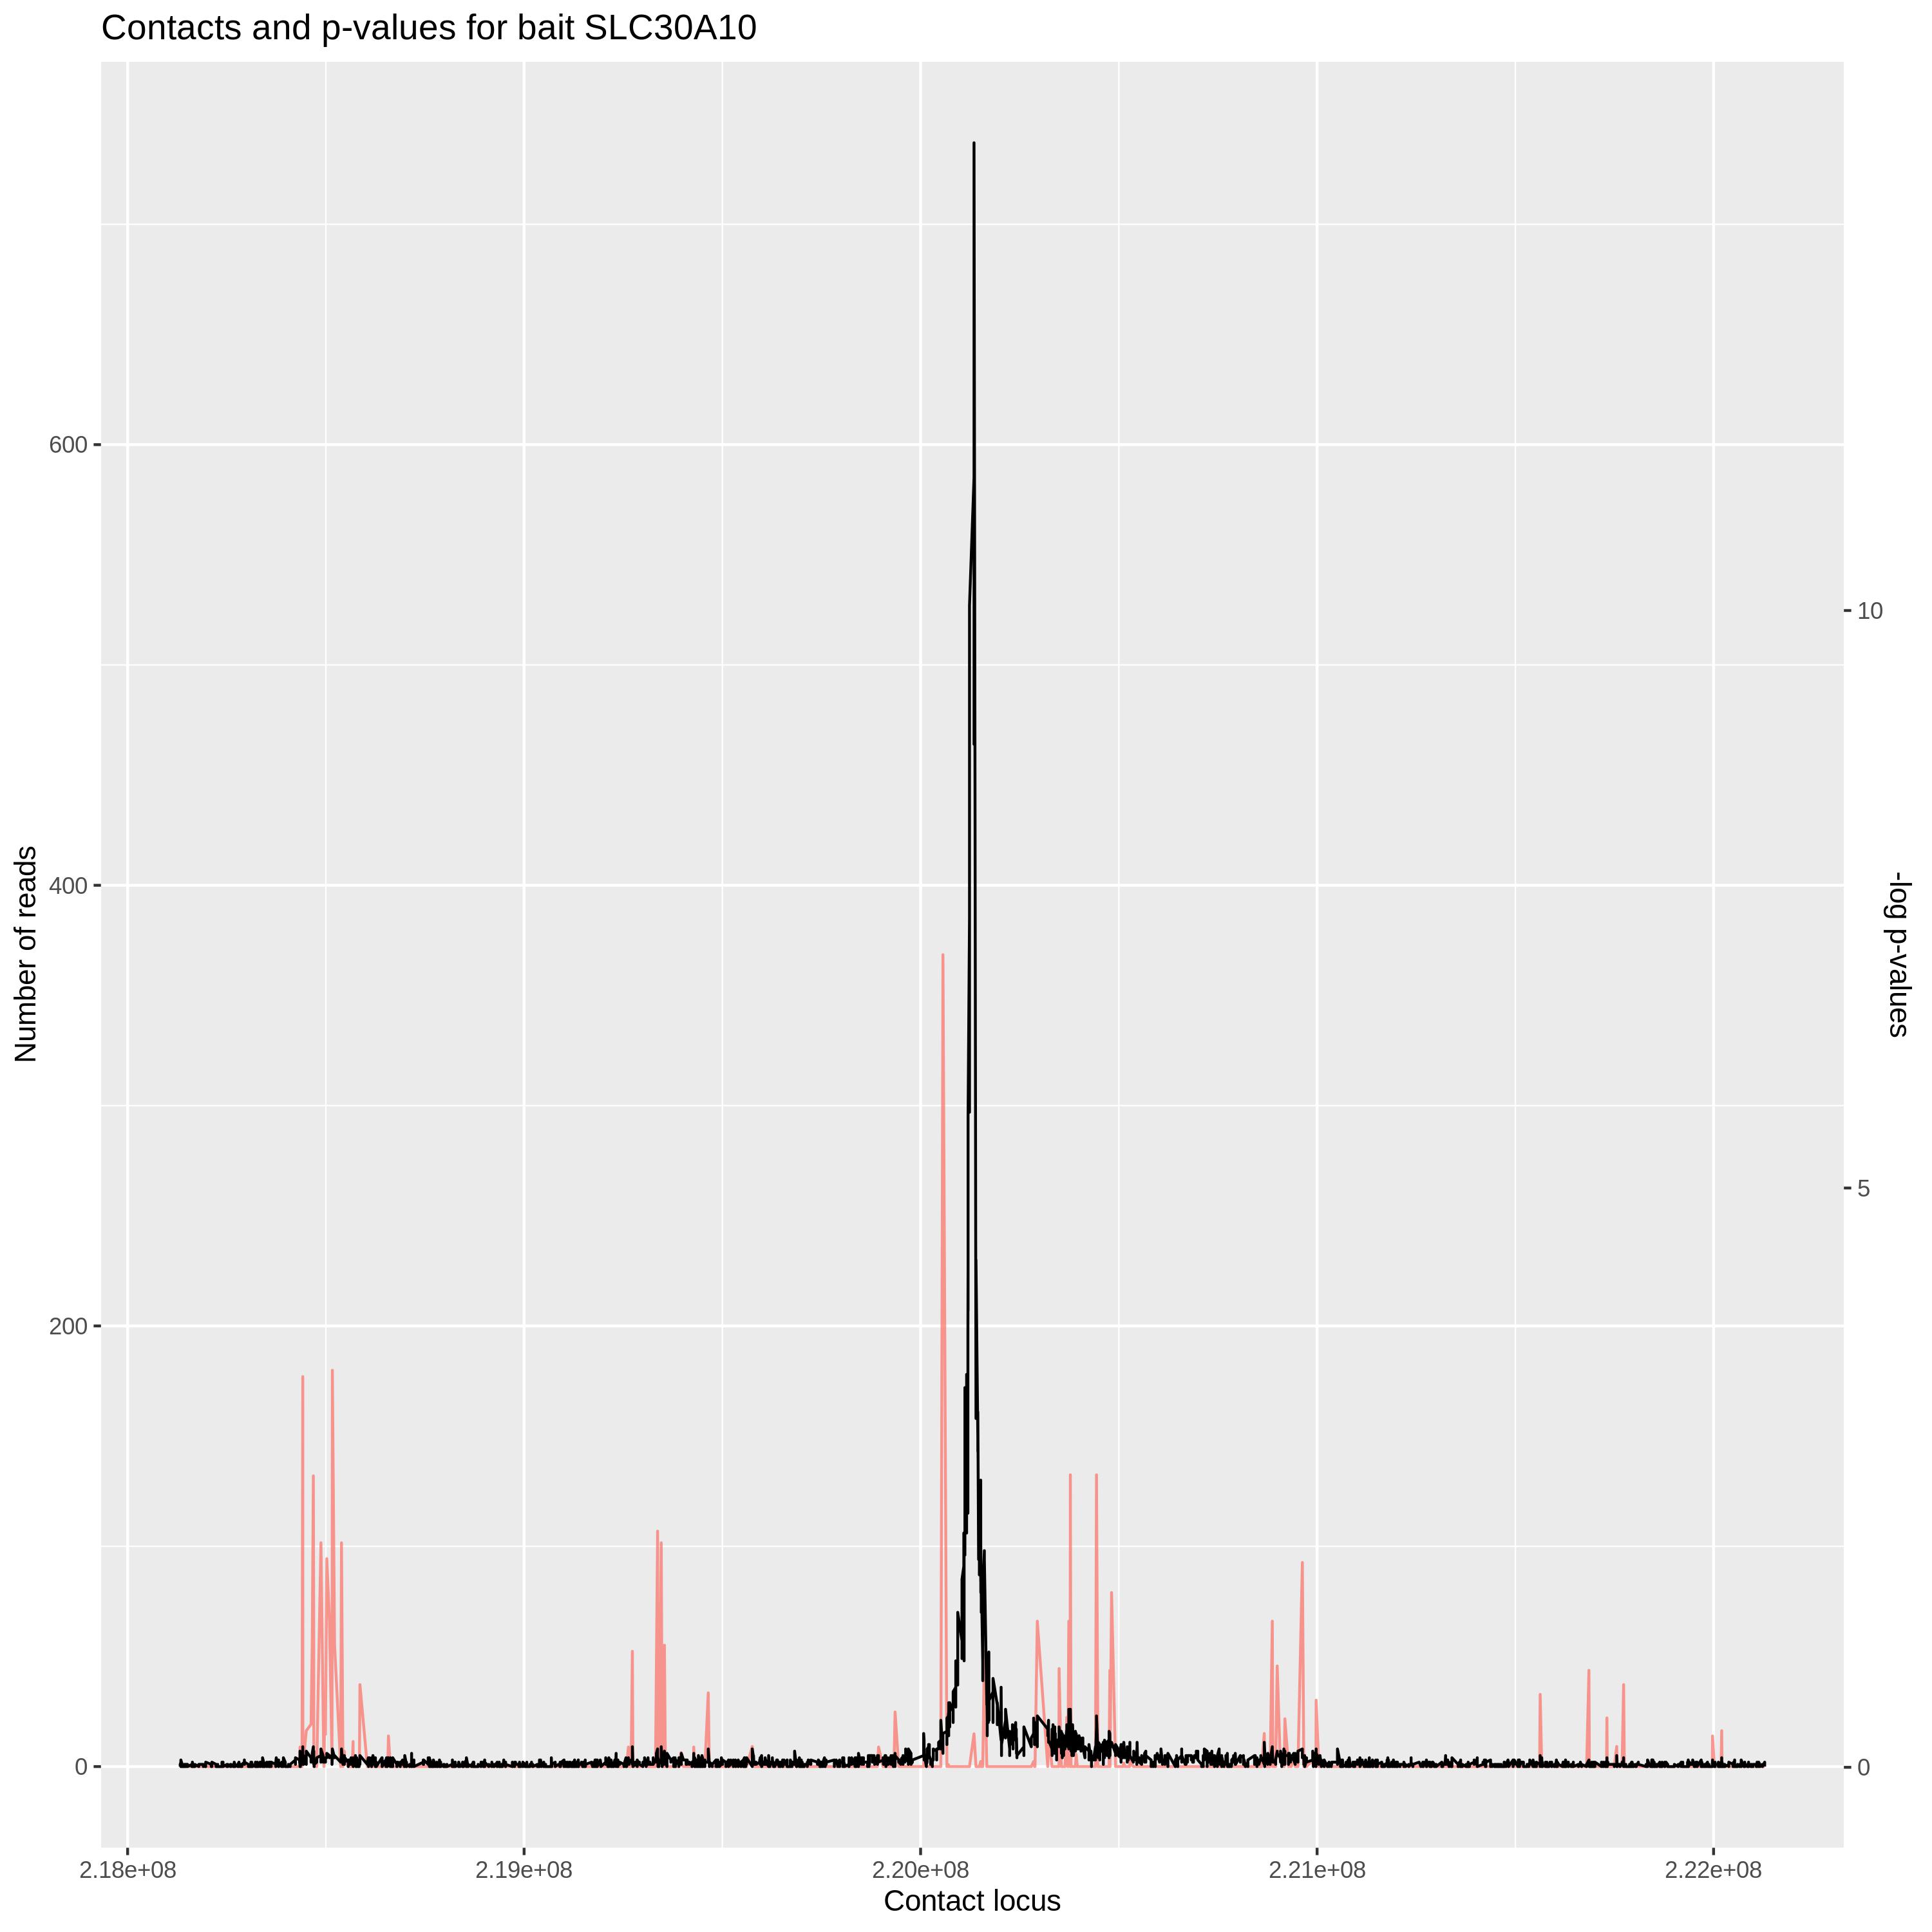 Contacts and p-values for bait SLC30A10
Number of reads
600
400
200
0
10
5
0
-log p-values
2.18e+08
2.19e+08
2.20e+08
2.21e+08
2.22e+08
Contact locus